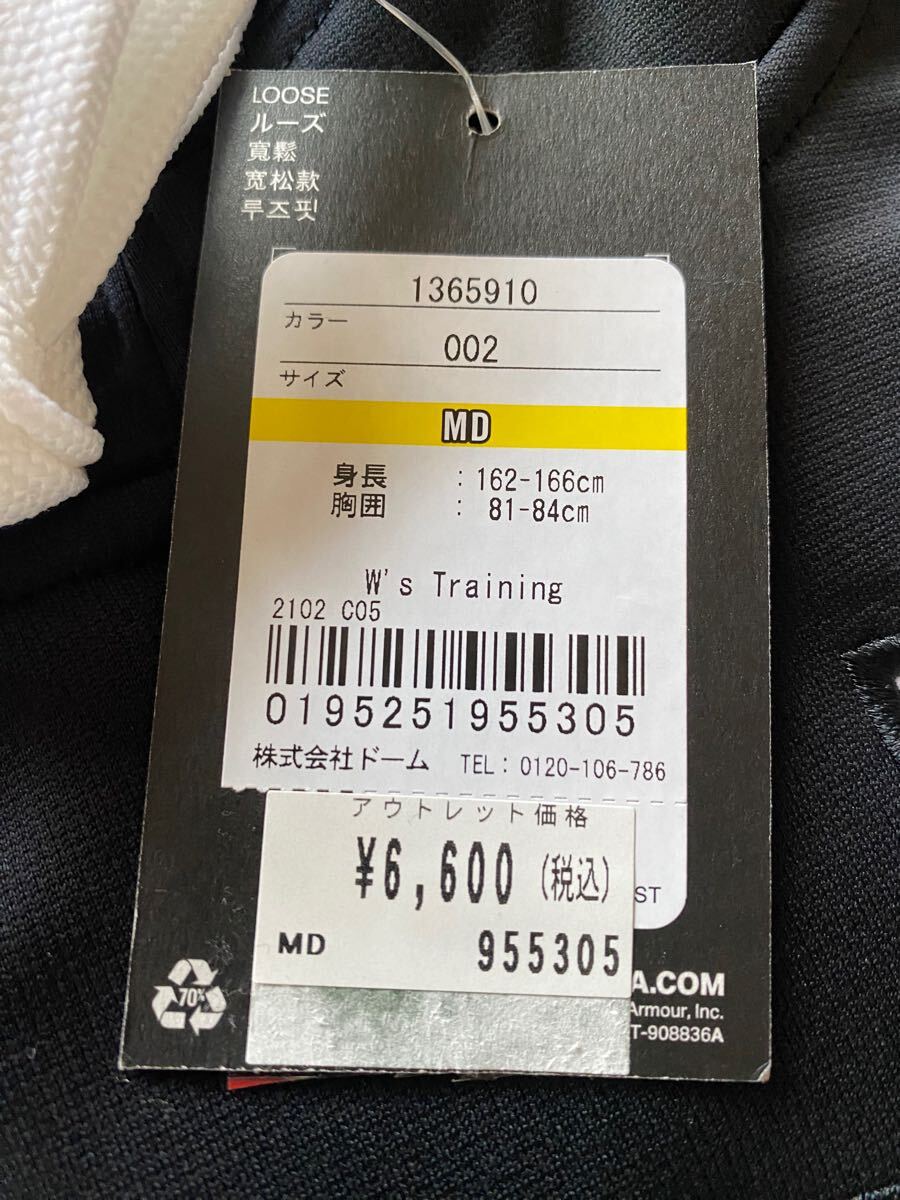 LOOSE
ルーズ
寬鬆
宽松款
루즈핏
1365910
カラー
002
サイズ
MD
身長 : 162-166cm
胸囲 : 81-84cm
W's Training
2102 C05
0195251955305
株式会社ドーム TEL: 0120-106-786
アウトレット価格
¥6,600 (税込)
ST
MD 955305
70%
A.COM
Armour, Inc.
T-908836A